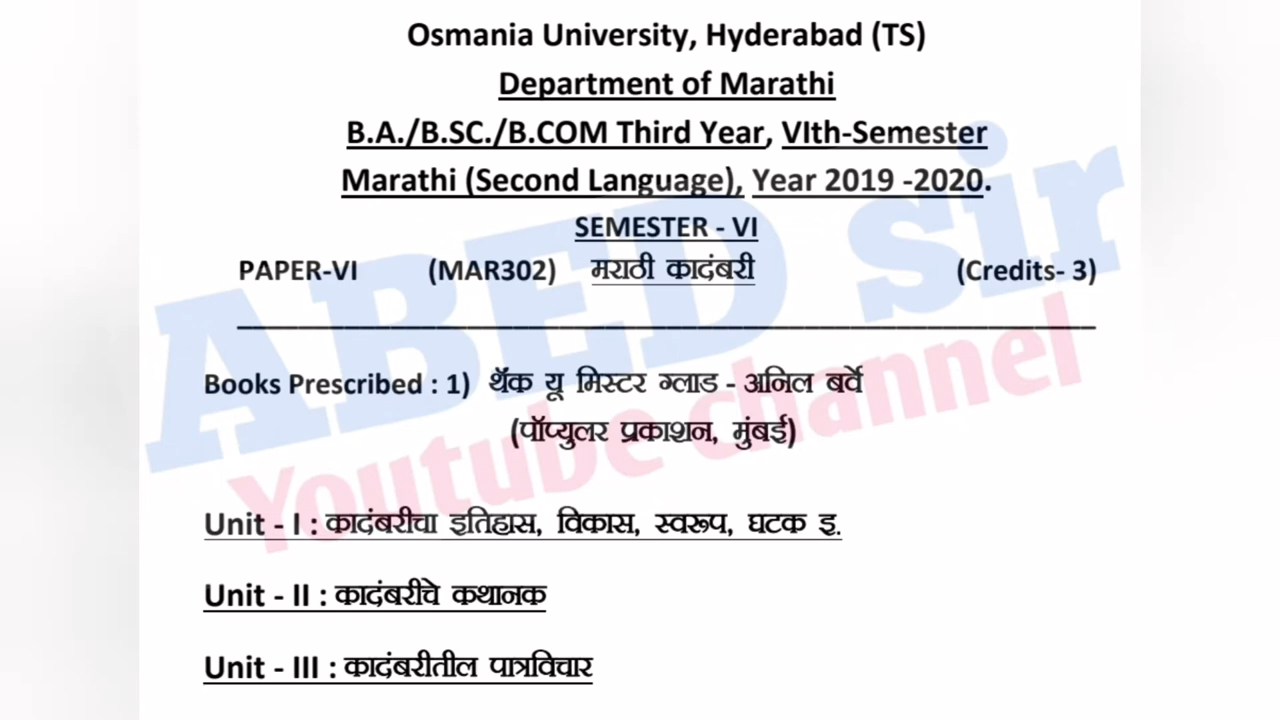 Osmania University, Hyderabad (TS)
Department of Marathi
B.A./B.SC./B.COM Third Year, VIth-Semester
Marathi (Second Language), Year 2019 -2020.
SEMESTER - VI
PAPER-VI (MAR302) मराठी कादंबरी (Credits- 3)
Books Prescribed : 1) थँक यू मिस्टर ग्लाड - अनिल बर्वे
(पॉप्युलर प्रकाशन, मुंबई)
Unit - I : कादंबरीचा इतिहास, विकास, स्वरूप, घटक इ.
Unit - II : कादंबरीचे कथानक
Unit - III : कादंबरीतील पात्रविचार
ABED sir
Youtube channel